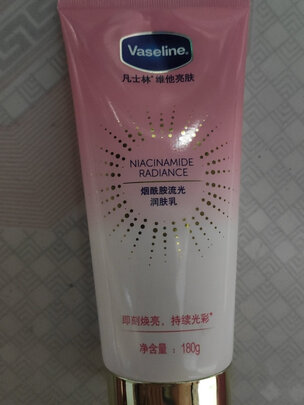 Vaseline.
凡士林® 维他亮肤
NIACINAMIDE
RADIANCE
烟酰胺流光
润肤乳
即刻焕亮，持续光彩*
净含量：180g